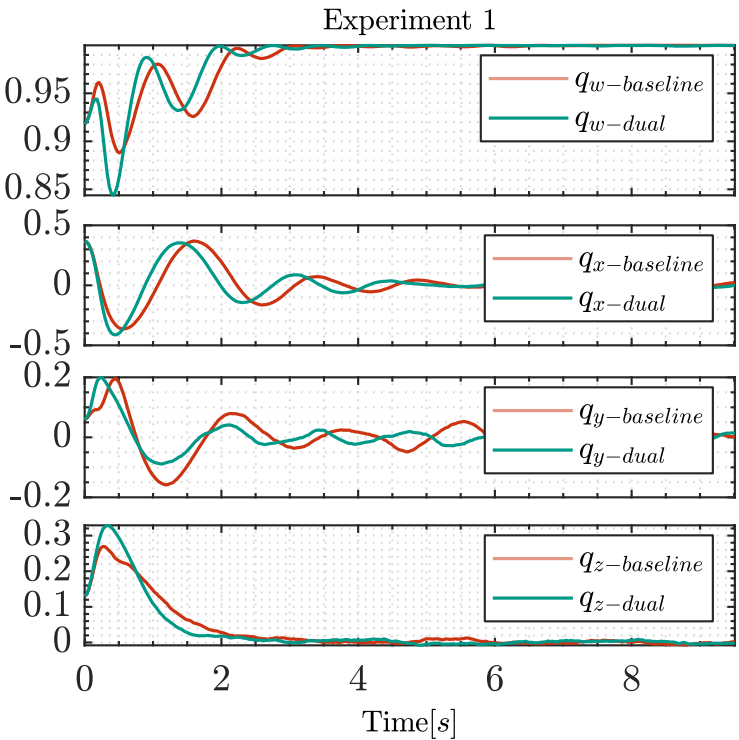 Experiment 1
0.95
0.9
0.85
q_{w-baseline}
q_{w-dual}
0.5
0
-0.5
q_{x-baseline}
q_{x-dual}
0.2
0
-0.2
q_{y-baseline}
q_{y-dual}
0.3
0.2
0.1
0
q_{z-baseline}
q_{z-dual}
0 2 4 6 8
Time[s]